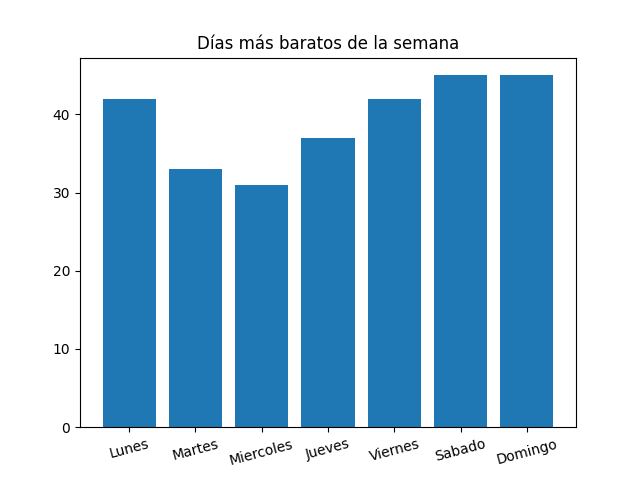 Días más baratos de la semana
40
30
20
10
0
Lunes
Martes
Miercoles
Jueves
Viernes
Sabado
Domingo